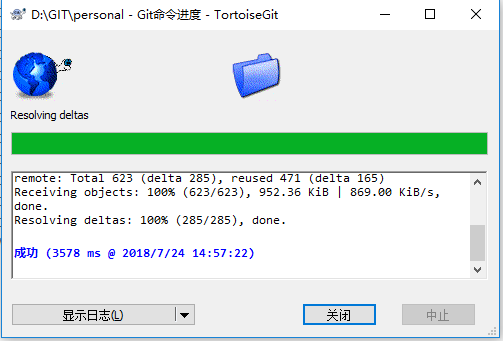 D:\GIT\personal - Git命令进度 - TortoiseGit
Resolving deltas
remote: Total 623 (delta 285), reused 471 (delta 165)
Receiving objects: 100% (623/623), 952.36 KiB | 869.00 KiB/s,
done.
Resolving deltas: 100% (285/285), done.
成功 (3578 ms @ 2018/7/24 14:57:22)
显示日志(L)
关闭
中止